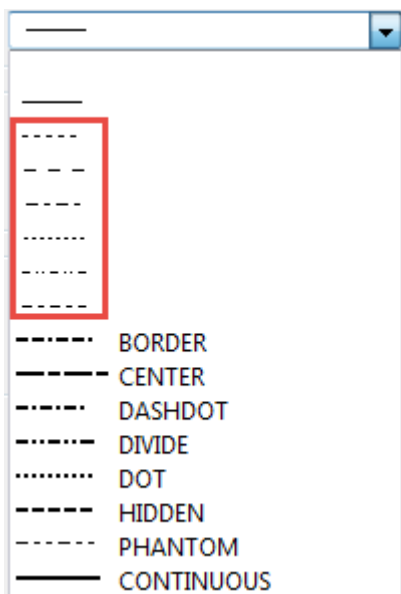 BORDER
CENTER
DASHDOT
DIVIDE
DOT
HIDDEN
PHANTOM
CONTINUOUS